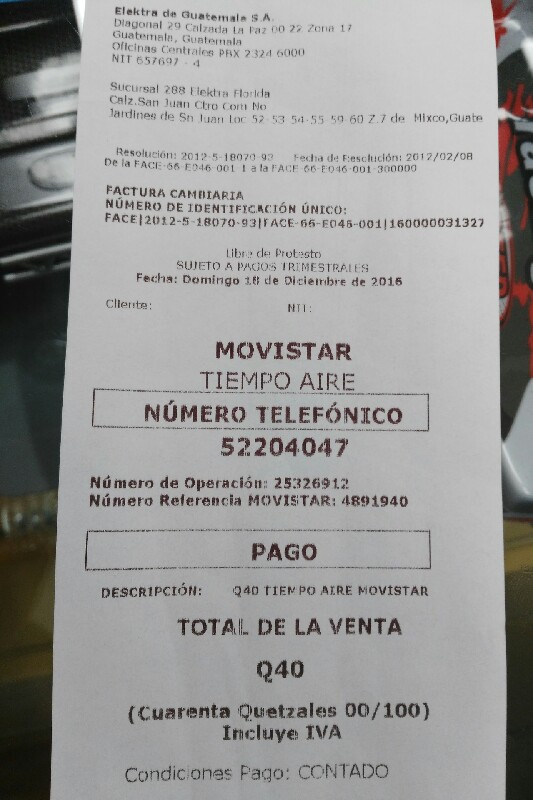 Elektra de Guatemala S.A.
Diagonal 29 Calzada La Paz 00 22 Zona 17
Guatemala, Guatemala
Oficinas Centrales PBX 2324 6000
NIT 657697 - 4
Sucursal 288 Elektra Florida
Calz.San Juan Ctro Com No
Jardines de Sn Juan Loc 52-53-54-55-59-60 Z.7 de Mixco,Guate
Resolución: 2012-5-18070-93 Fecha de Resolución: 2012/02/08
De la FACE-66-E046-001 1 a la FACE-66-E046-001-300000
FACTURA CAMBIARIA
NÚMERO DE IDENTIFICACIÓN ÚNICO:
FACE|2012-5-18070-93|FACE-66-E046-001|160000031327
Libre de Protesto
SUJETO A PAGOS TRIMESTRALES
Fecha: Domingo 18 de Diciembre de 2016
Cliente: NIT:
MOVISTAR
TIEMPO AIRE
NÚMERO TELEFÓNICO
52204047
Número de Operación: 25326912
Número Referencia MOVISTAR: 4891940
PAGO
DESCRIPCIÓN: Q40 TIEMPO AIRE MOVISTAR
TOTAL DE LA VENTA
Q40
(Cuarenta Quetzales 00/100)
Incluye IVA
Condiciones Pago: CONTADO